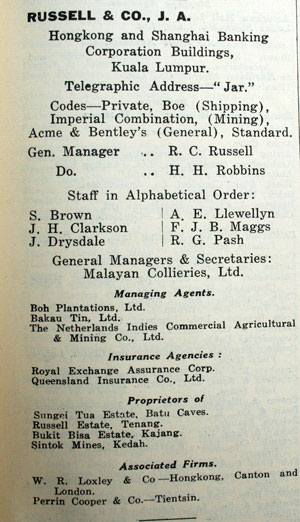 RUSSELL & CO., J. A.
Hongkong and Shanghai Banking
Corporation Buildings,
Kuala Lumpur.
Telegraphic Address—“Jar.”
Codes—Private, Boe (Shipping),
Imperial Combination, (Mining),
Acme & Bentley's (General), Standard.
Gen. Manager .. R. C. Russell
Do. .. H. H. Robbins
Staff in Alphabetical Order:
S. Brown | A. E. Llewellyn
J. H. Clarkson | F. J. B. Maggs
J. Drysdale | R. G. Pash
General Managers & Secretaries:
Malayan Collieries, Ltd.
Managing Agents.
Boh Plantations, Ltd.
Bakau Tin, Ltd.
The Netherlands Indies Commercial Agricultural
& Mining Co., Ltd.
Insurance Agencies :
Royal Exchange Assurance Corp.
Queensland Insurance Co., Ltd.
Proprietors of
Sungei Tua Estate, Batu Caves.
Russell Estate, Tenang.
Bukit Bisa Estate, Kajang.
Sintok Mines, Kedah.
Associated Firms.
W. R. Loxley & Co —Hongkong, Canton and
London.
Perrin Cooper & Co.—Tientsin.